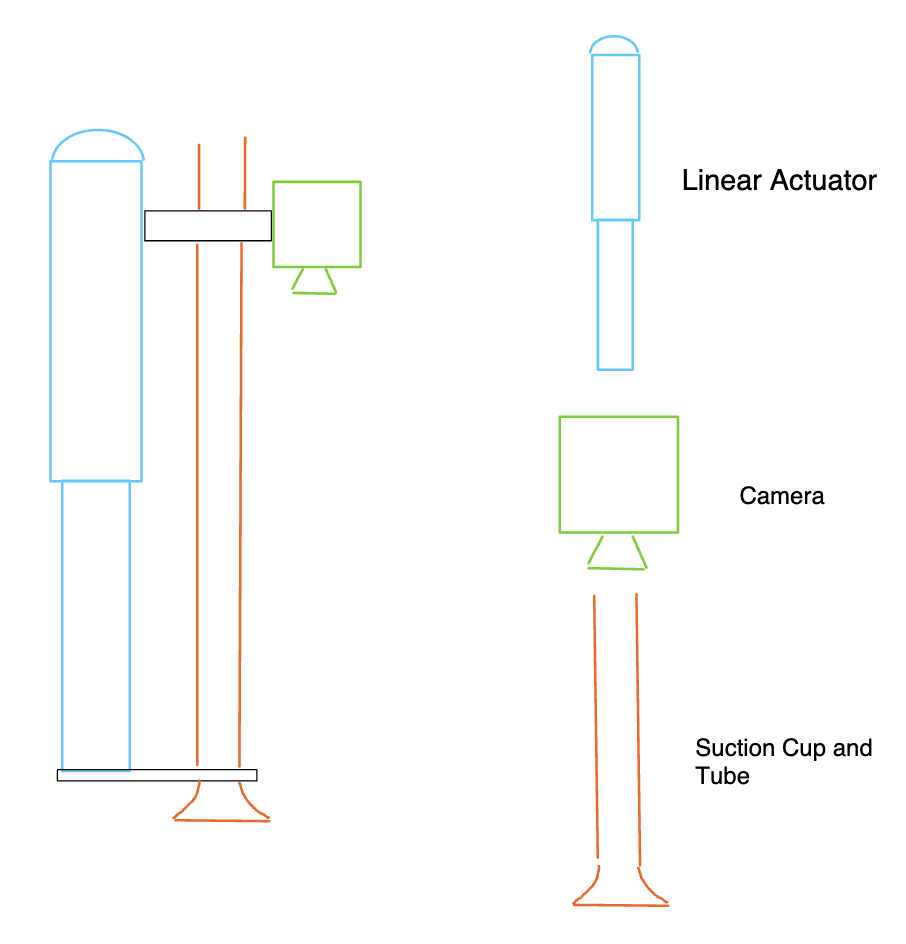 Linear Actuator
Camera
Suction Cup and
Tube